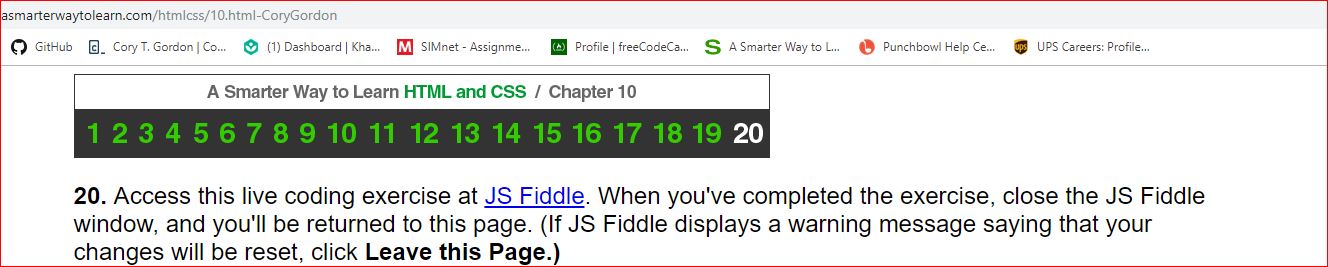 asmarterwaytolearn.com/htmlcss/10.html-CoryGordon
GitHub Cory T. Gordon | Co... (1) Dashboard | Kha... SIMnet - Assignme... Profile | freeCodeCa... A Smarter Way to L... Punchbowl Help Ce... UPS Careers: Profile...
A Smarter Way to Learn HTML and CSS / Chapter 10
1 2 3 4 5 6 7 8 9 10 11 12 13 14 15 16 17 18 19 20
20. Access this live coding exercise at JS Fiddle. When you've completed the exercise, close the JS Fiddle
window, and you'll be returned to this page. (If JS Fiddle displays a warning message saying that your
changes will be reset, click Leave this Page.)